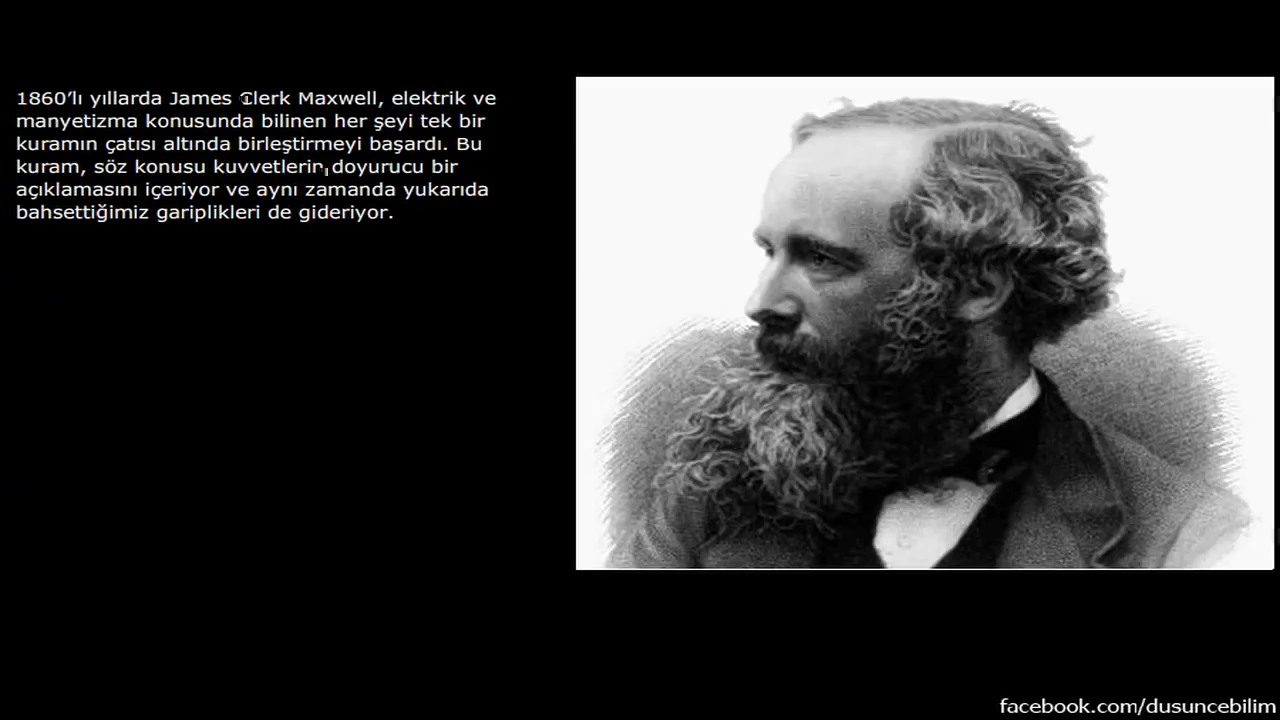 1860’lı yıllarda James Clerk Maxwell, elektrik ve
manyetizma konusunda bilinen her şeyi tek bir
kuramın çatısı altında birleştirmeyi başardı. Bu
kuram, söz konusu kuvvetlerin doyurucu bir
açıklamasını içeriyor ve aynı zamanda yukarıda
bahsettiğimiz gariplikleri de gideriyor.
facebook.com/dusuncebilim